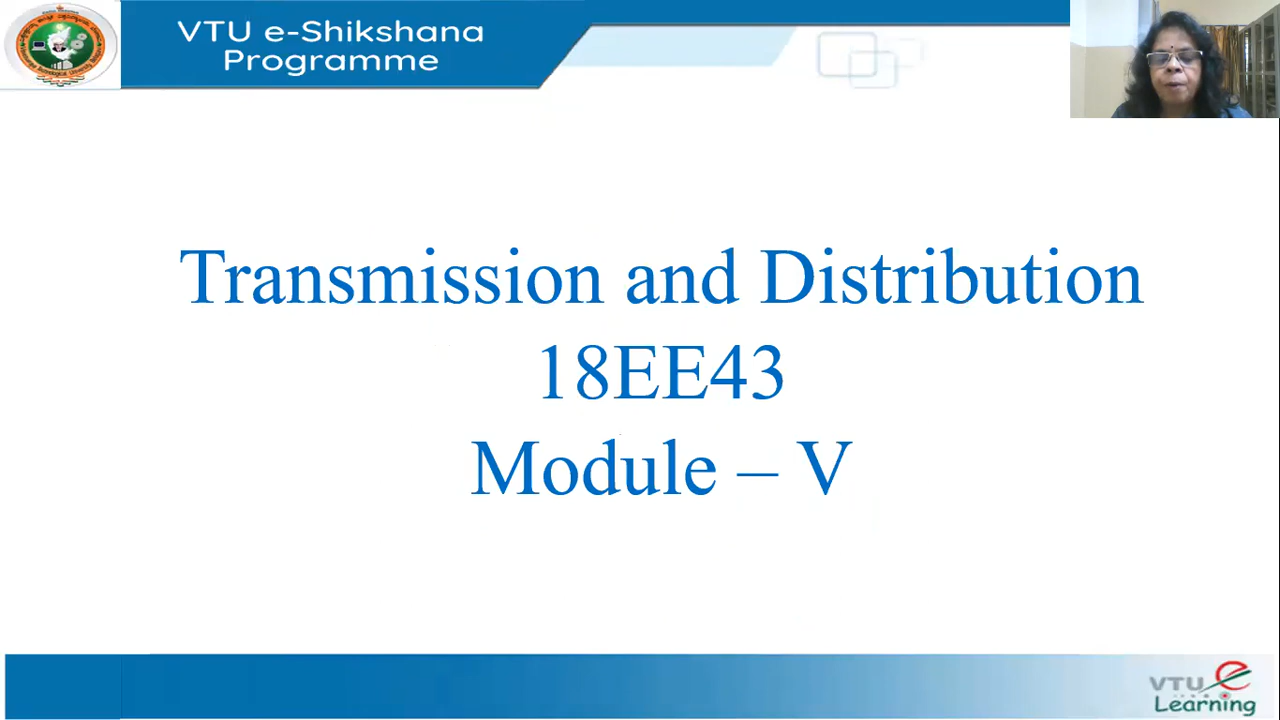 VTU e-Shikshana
Programme
Transmission and Distribution
18EE43
Module – V
VTU e
Learning